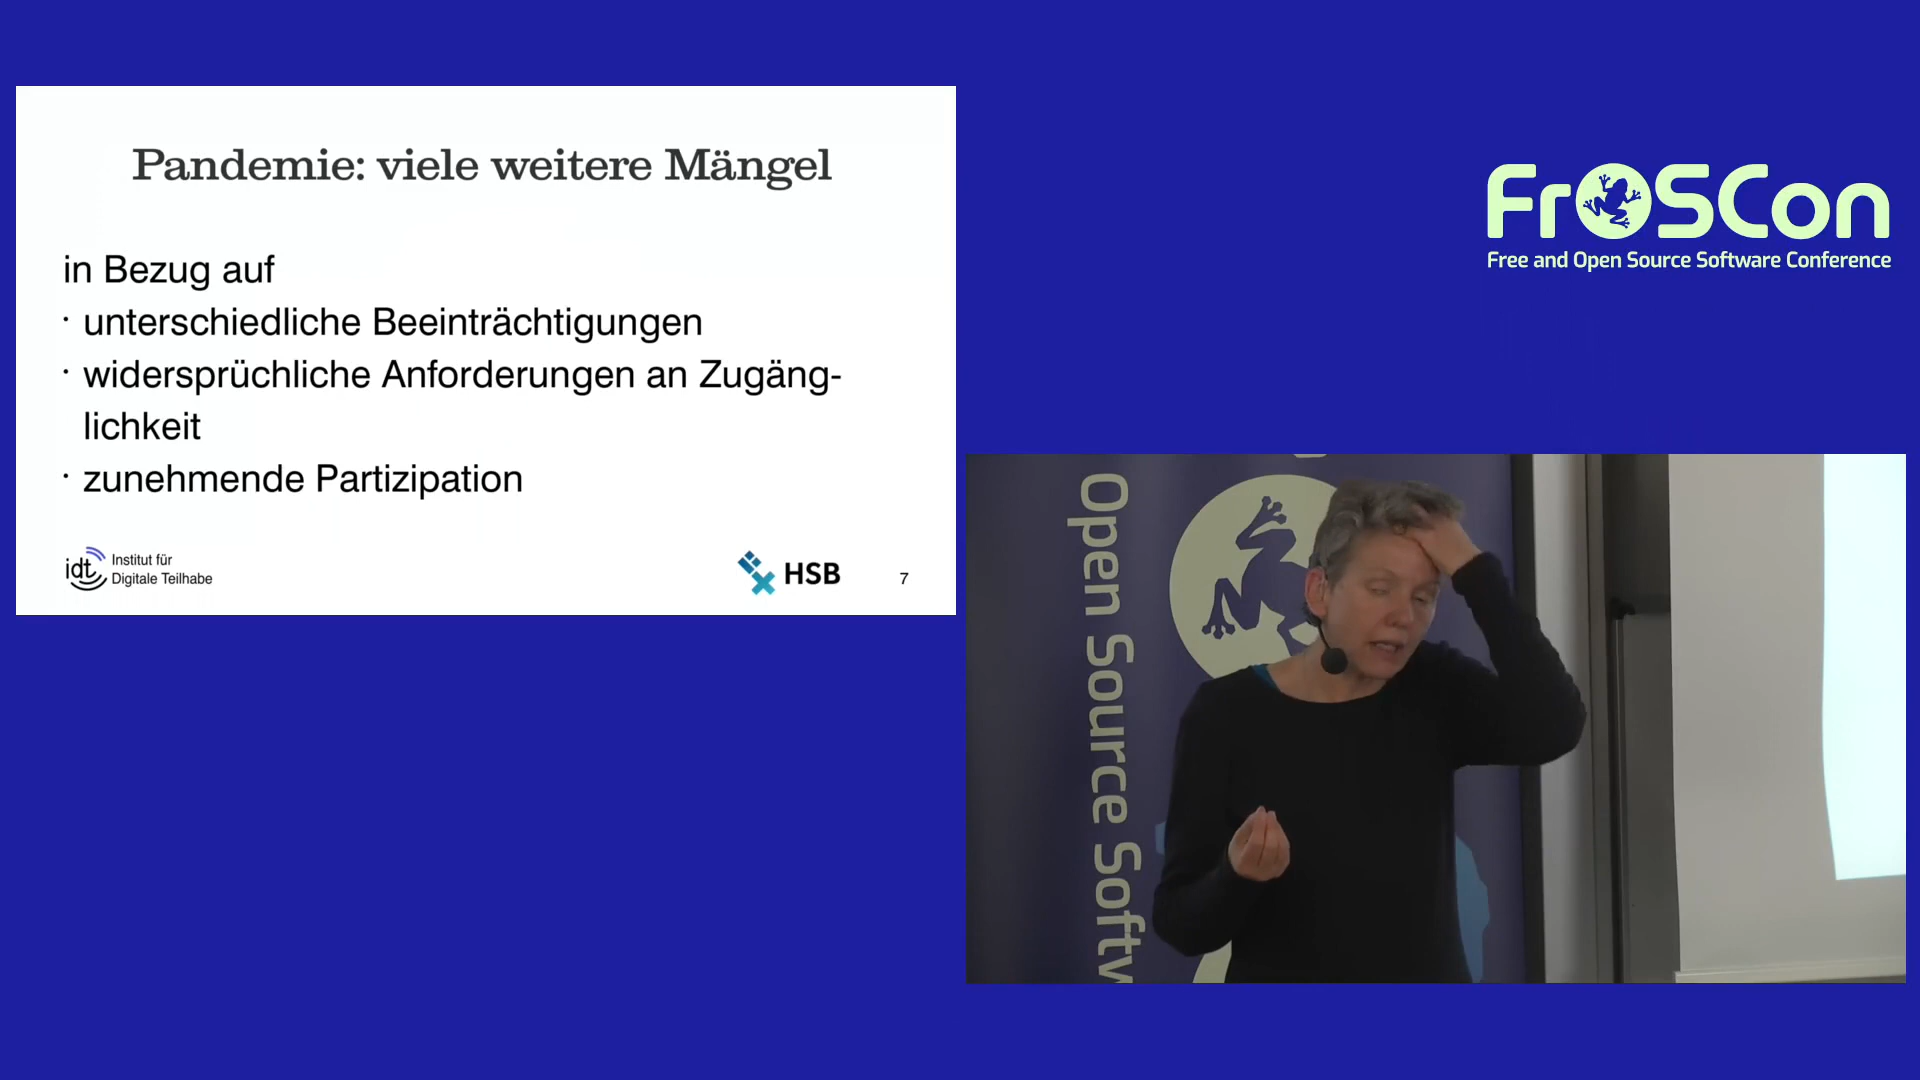 Pandemie: viele weitere Mängel
in Bezug auf
· unterschiedliche Beeinträchtigungen
· widersprüchliche Anforderungen an Zugäng-
lichkeit
· zunehmende Partizipation
idt Institut für
Digitale Teilhabe
HSB
7
FrOSCon
Free and Open Source Software Conference
Open Source Softw